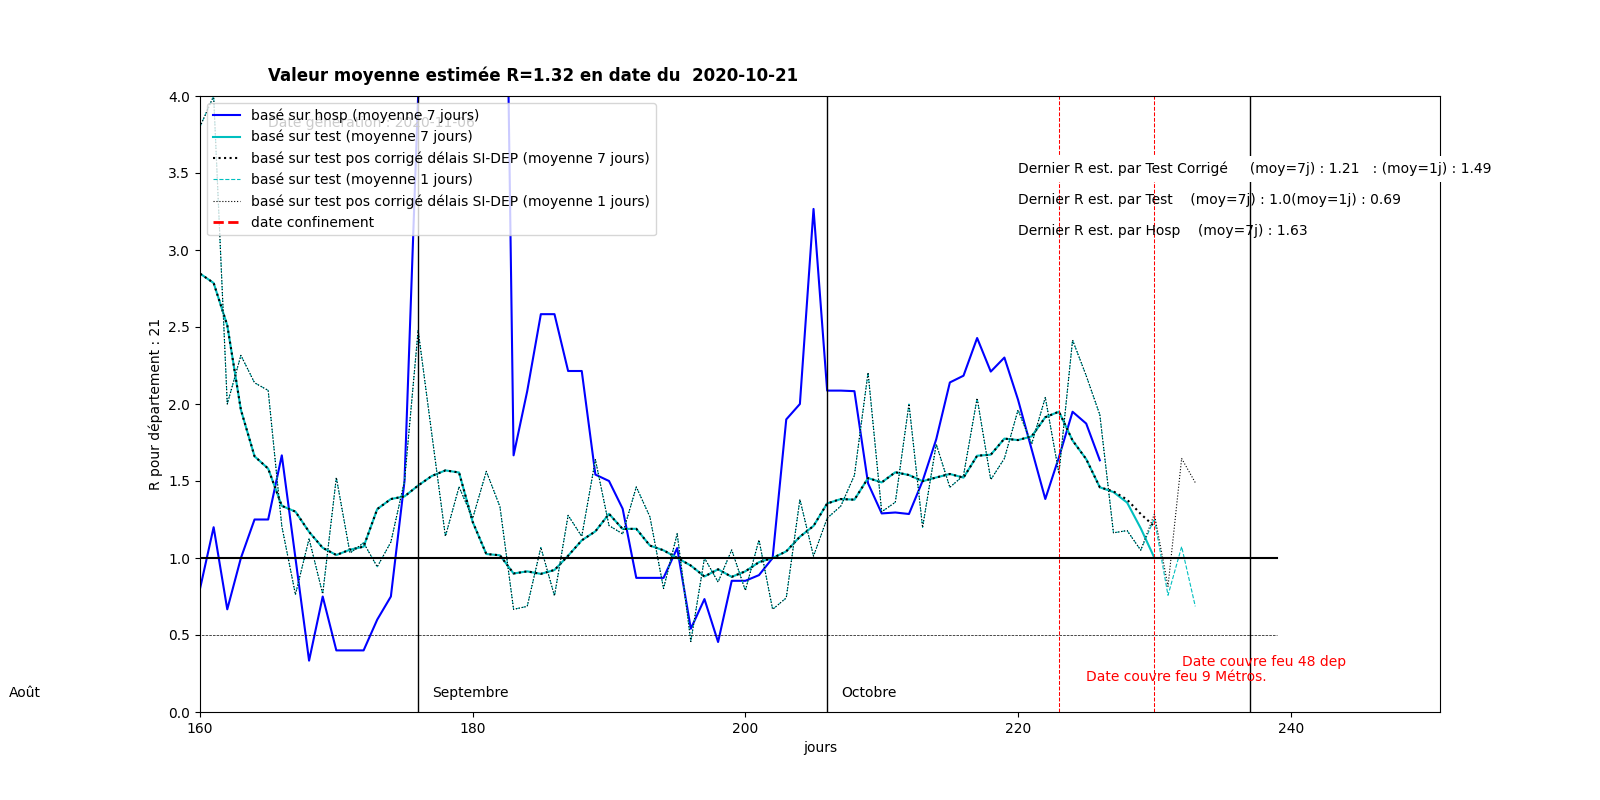 Valeur moyenne estimée R=1.32 en date du  2020-10-21
4.0
3.5
3.0
2.5
2.0
1.5
1.0
0.5
0.0
R pour département : 21
Date génération : 2020-11-06
basé sur hosp (moyenne 7 jours)
basé sur test (moyenne 7 jours)
basé sur test pos corrigé délais SI-DEP (moyenne 7 jours)
basé sur test (moyenne 1 jours)
basé sur test pos corrigé délais SI-DEP (moyenne 1 jours)
date confinement
Dernier R est. par Test Corrigé     (moy=7j) : 1.21   : (moy=1j) : 1.49
Dernier R est. par Test    (moy=7j) : 1.0(moy=1j) : 0.69
Dernier R est. par Hosp    (moy=7j) : 1.63
Date couvre feu 48 dep
Date couvre feu 9 Métros.
Août
Septembre
Octobre
160
180
200
220
240
jours